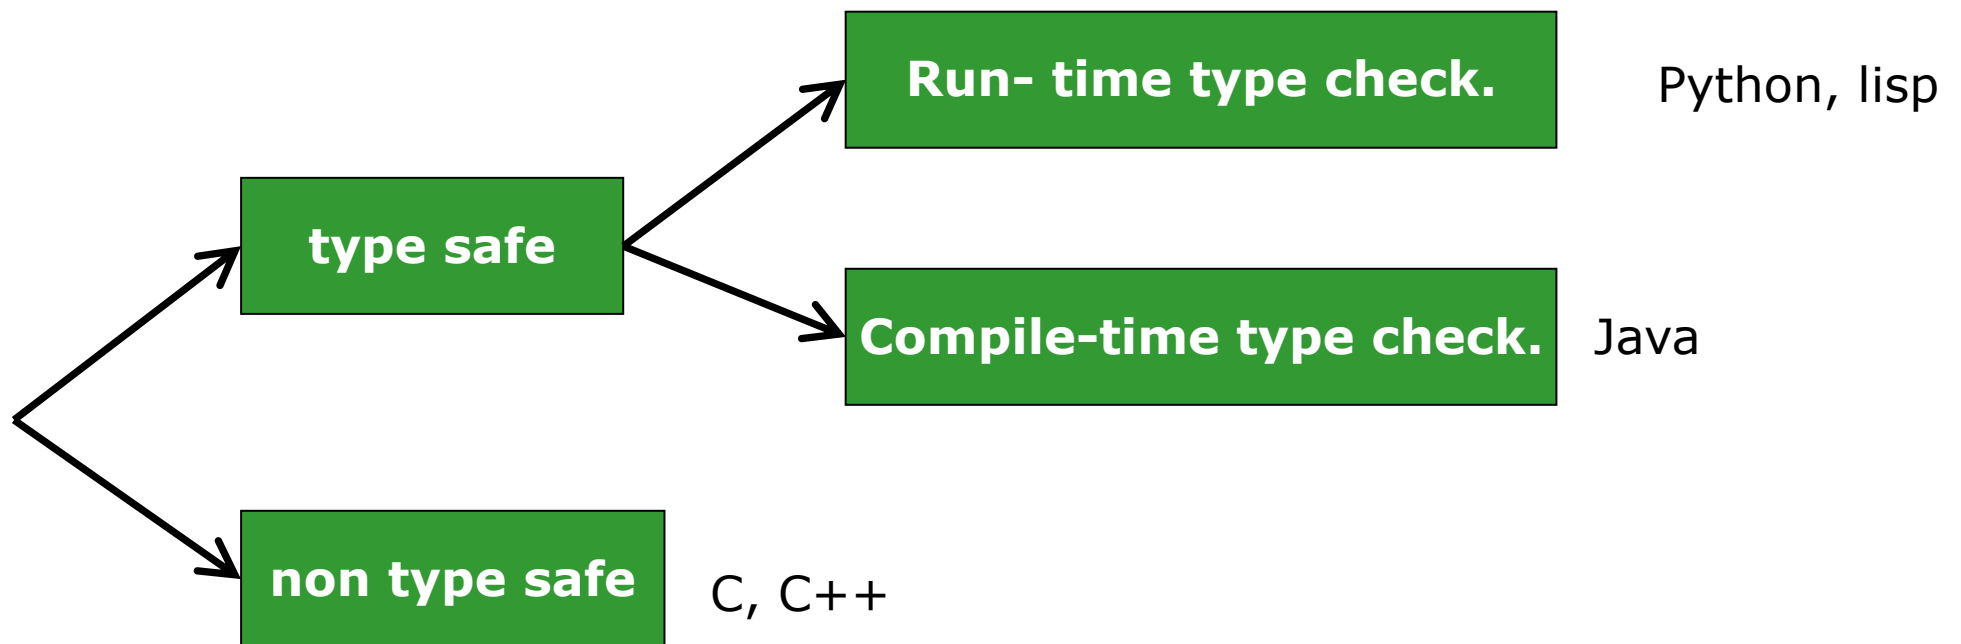 Run- time type check.
Python, lisp
type safe
Compile-time type check.
Java
non type safe
C, C++